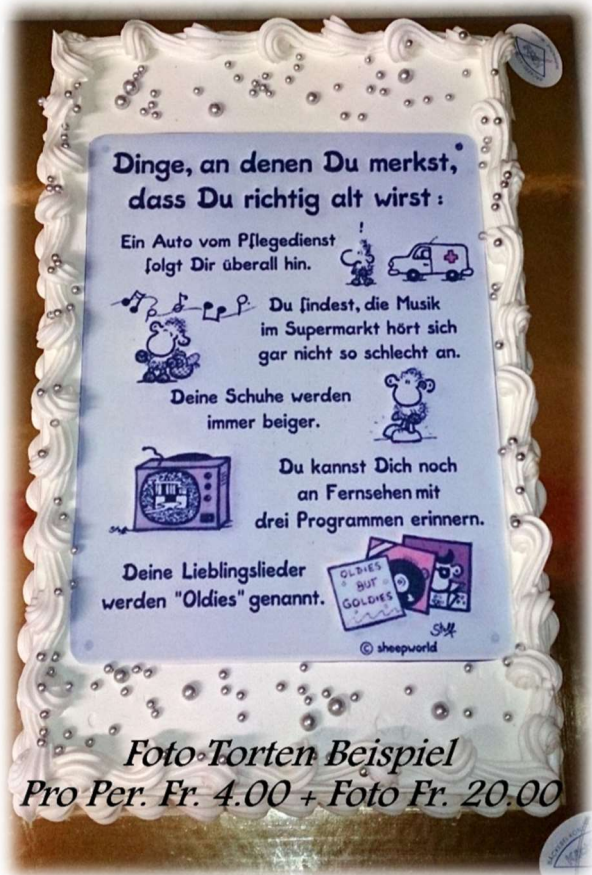 Dinge, an denen Du merkst,
dass Du richtig alt wirst :
Ein Auto vom Pflegedienst
folgt Dir überall hin.
Du findest, die Musik
im Supermarkt hört sich
gar nicht so schlecht an.
Deine Schuhe werden
immer beiger.
Du kannst Dich noch
an Fernsehen mit
drei Programmen erinnern.
Deine Lieblingslieder
werden "Oldies" genannt.
OLDIES
BUT
GOLDIES
© sheepworld
Foto Torten Beispiel
Pro Per. Fr. 4.00 + Foto Fr. 20.00